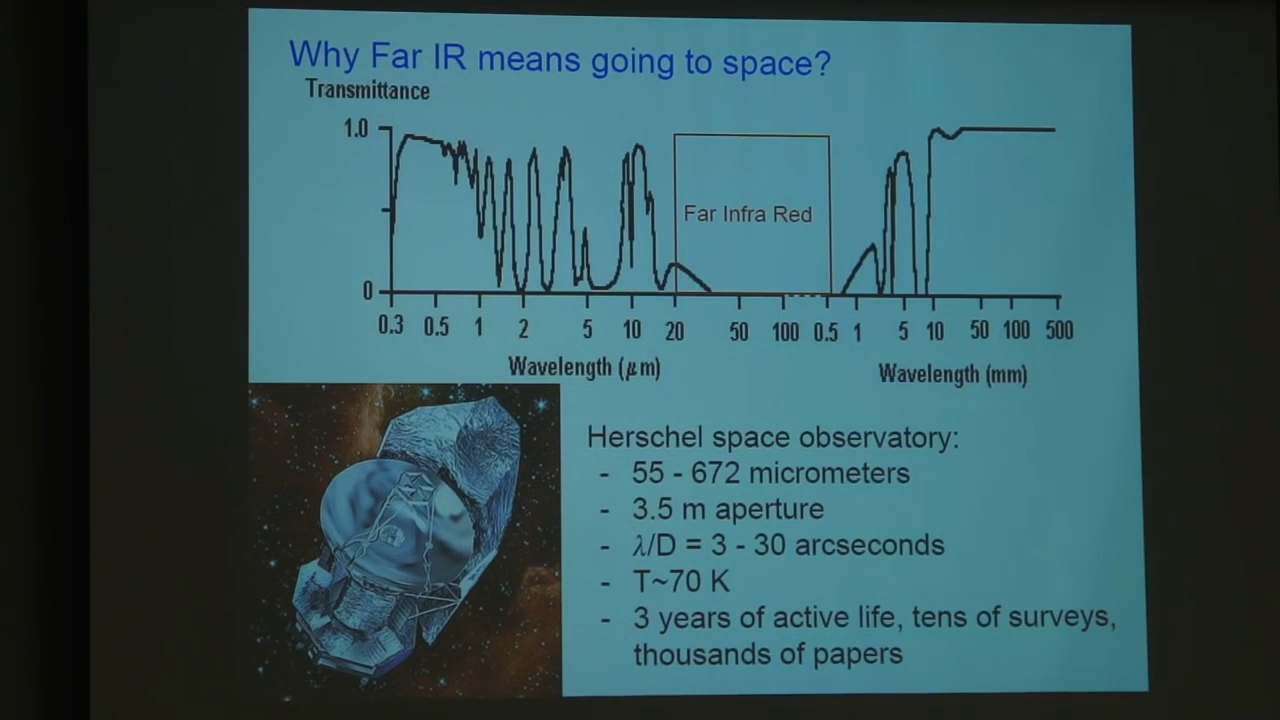 Why Far IR means going to space?
Transmittance
1.0
Far Infra Red
0
0.3 0.5 1 2 5 10 20 50 100 0.5 1 5 10 50 100 500
Wavelength (μm)
Wavelength (mm)
Herschel space observatory:
- 55 - 672 micrometers
- 3.5 m aperture
- λ/D = 3 - 30 arcseconds
- T~70 K
- 3 years of active life, tens of surveys,
thousands of papers